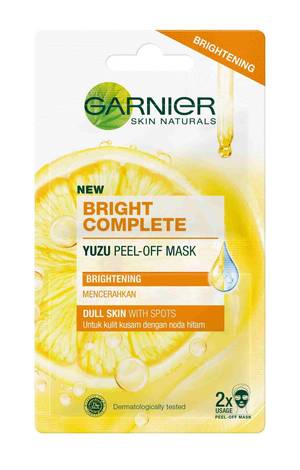 BRIGHTENING
GARNIER
SKIN NATURALS
NEW
BRIGHT
COMPLETE
YUZU PEEL-OFF MASK
BRIGHTENING
MENCERAHKAN
DULL SKIN WITH SPOTS
Untuk kulit kusam dengan noda hitam
Dermatologically tested
2x
USAGE
PEEL-OFF MASK